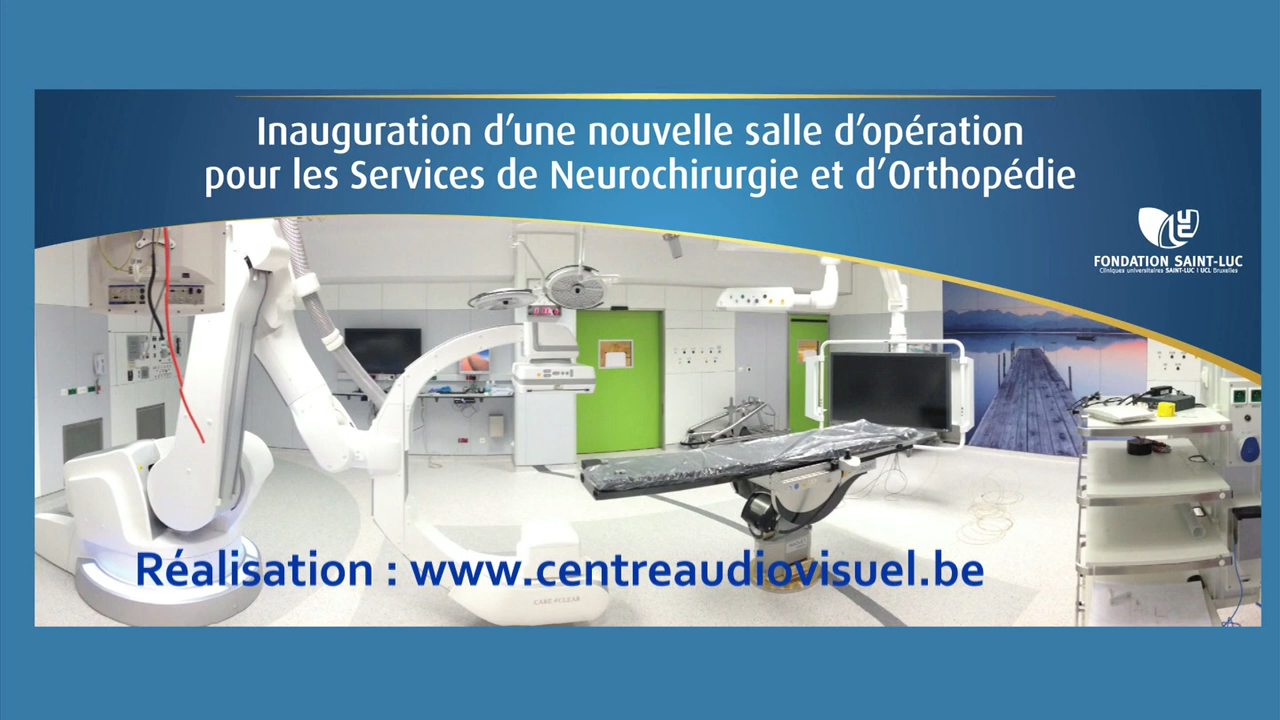 Inauguration d'une nouvelle salle d'opération
pour les Services de Neurochirurgie et d'Orthopédie
FONDATION SAINT-LUC
Cliniques universitaires SAINT-LUC | UCL Bruxelles
Réalisation : www.centreaudiovisuel.be